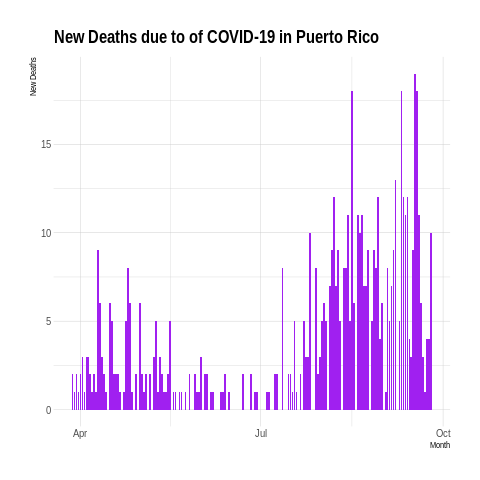 New Deaths due to of COVID-19 in Puerto Rico
New Deaths
15
10
5
0
Apr
Jul
Oct
Month